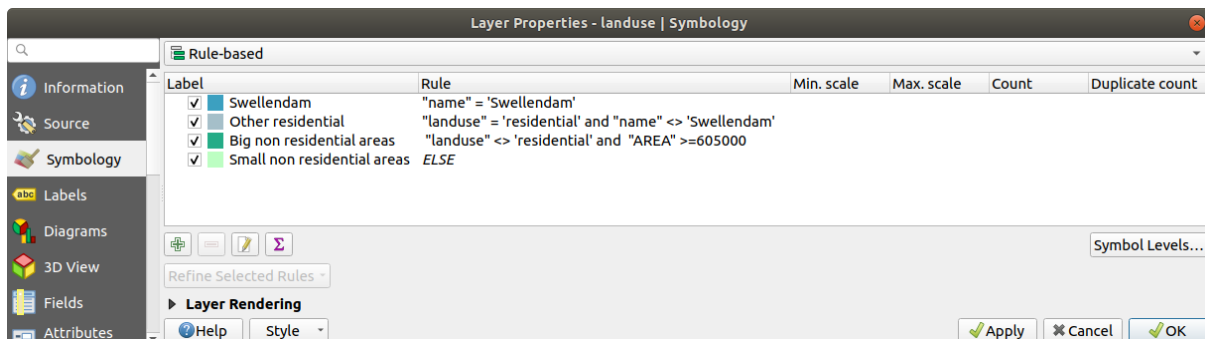 Layer Properties - landuse | Symbology
Rule-based
Information
Source
Symbology
abc Labels
Diagrams
3D View
Fields
Attributes
Label Rule Min. scale Max. scale Count Duplicate count
Swellendam "name" = 'Swellendam'
Other residential "landuse" = 'residential' and "name" <> 'Swellendam'
Big non residential areas "landuse" <> 'residential' and "AREA" >=605000
Small non residential areas ELSE
Σ
Symbol Levels...
Refine Selected Rules
Layer Rendering
Help Style Apply Cancel OK